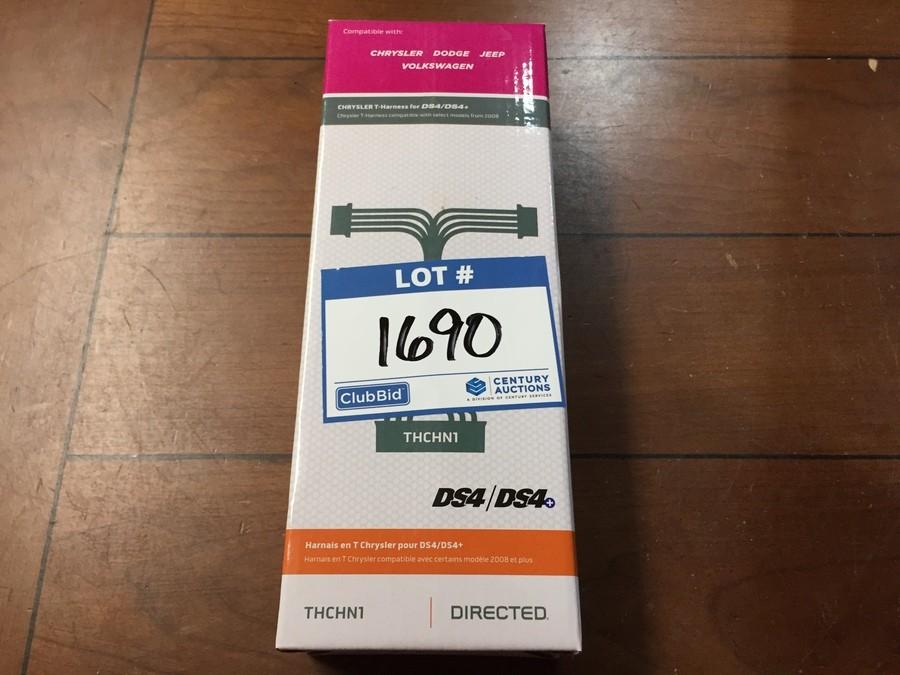 Compatible with:
CHRYSLER DODGE JEEP
VOLKSWAGEN
CHRYSLER T-Harness for DS4/DS4+
Chrysler T-Harness compatible with select models from 2008
LOT #
1690
ClubBid
CENTURY
AUCTIONS
A DIVISION OF CENTURY SERVICES
THCHN1
DS4/DS4+
Harnais en T Chrysler pour DS4/DS4+
Harnais en T Chrysler compatible avec certains modèle 2008 et plus
THCHN1 | DIRECTED.